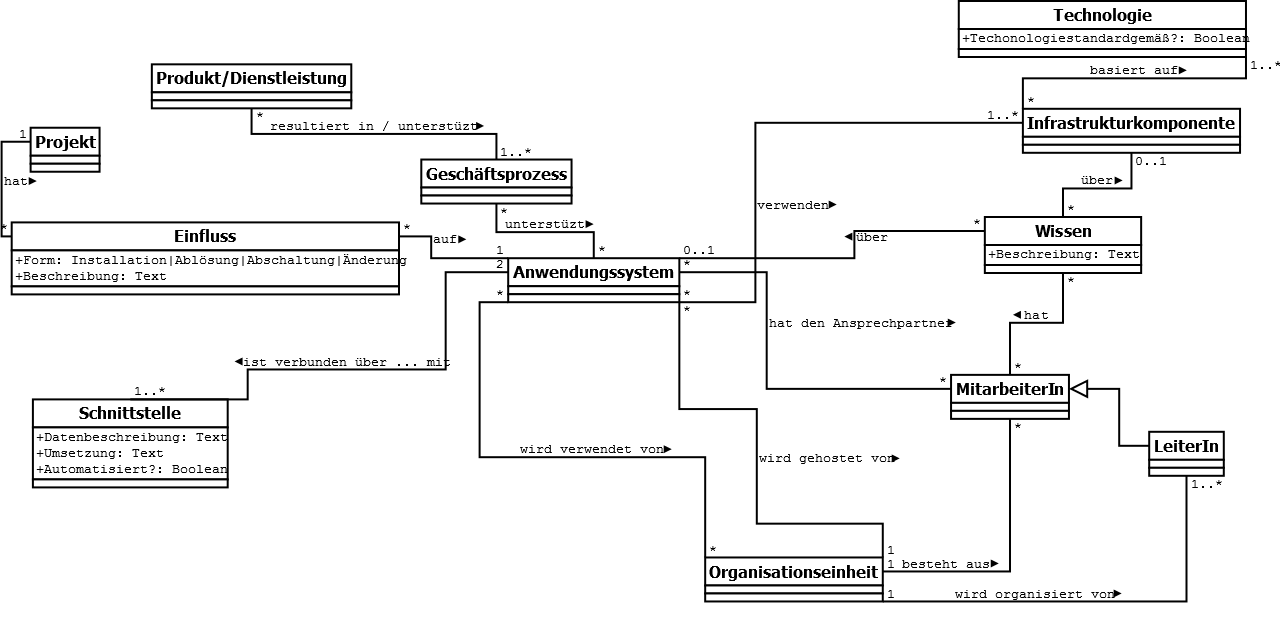 Technologie
+Techonologiestandardgemäß?: Boolean
1..*
basiert auf►
*
Produkt/Dienstleistung
*
resultiert in / unterstüzt►
1..*
Infrastrukturkomponente
1..*
0..1
1
Projekt
hat►
*
Geschäftsprozess
*
unterstüzt►
*
über►
*
verwenden►
Einfluss
+Form: Installation|Ablösung|Abschaltung|Änderung
+Beschreibung: Text
*
auf►
1
Wissen
+Beschreibung: Text
*
◄über
0..1
Anwendungssystem
2
*
*
*
*
*
◄hat
*
hat den Ansprechpartner►
*
◄ist verbunden über ... mit
1..*
Schnittstelle
+Datenbeschreibung: Text
+Umsetzung: Text
+Automatisiert?: Boolean
MitarbeiterIn
*
LeiterIn
1..*
wird verwendet von►
wird gehostet von►
*
1
Organisationseinheit
1 besteht aus►
1
wird organisiert von►